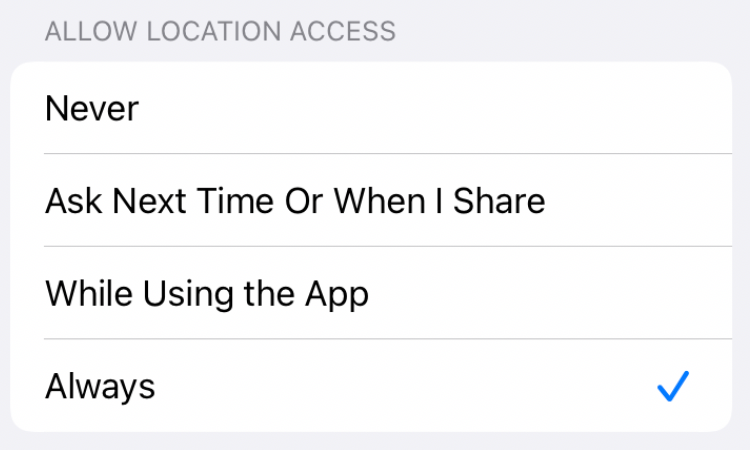 ALLOW LOCATION ACCESS
Never
Ask Next Time Or When I Share
While Using the App
Always